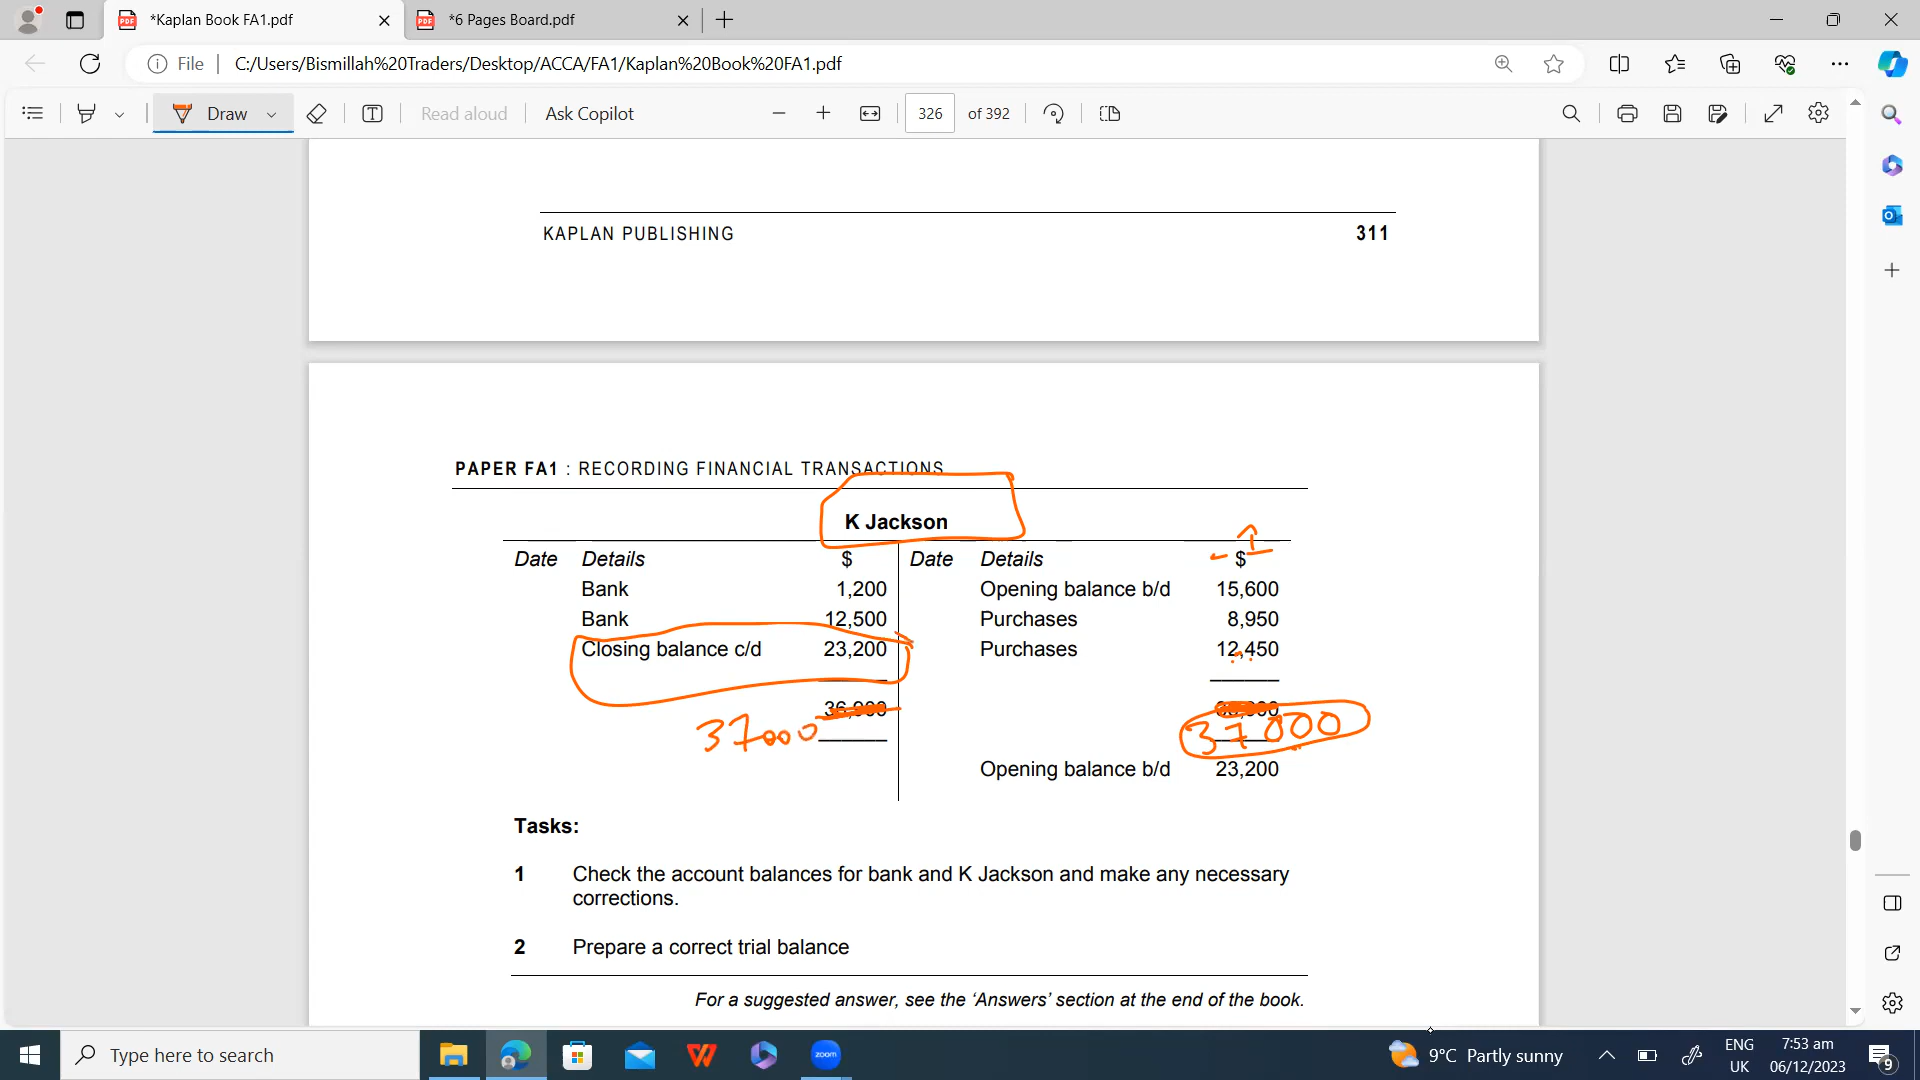 *Kaplan Book FA1.pdf
*6 Pages Board.pdf
File
C:/Users/Bismillah%20Traders/Desktop/ACCA/FA1/Kaplan%20Book%20FA1.pdf
Draw
Read aloud
Ask Copilot
326 of 392
KAPLAN PUBLISHING 311
PAPER FA1 : RECORDING FINANCIAL TRANSACTIONS
K Jackson
Date Details $ Date Details $
Bank 1,200 Opening balance b/d 15,600
Bank 12,500 Purchases 8,950
Closing balance c/d 23,200 Purchases 12,450
36,900
37000 37000
Opening balance b/d 23,200
Tasks:
1 Check the account balances for bank and K Jackson and make any necessary
corrections.
2 Prepare a correct trial balance
For a suggested answer, see the ‘Answers’ section at the end of the book.
Type here to search
zoom
9°C Partly sunny
ENG
UK
7:53 am
06/12/2023
9